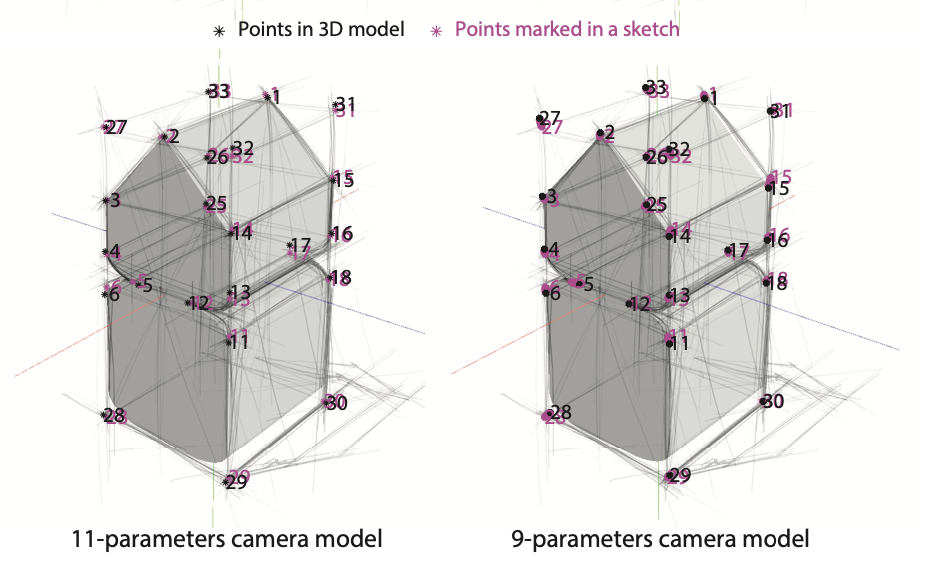 * Points in 3D model * Points marked in a sketch
33 1 31 33 1 31
27 2 32 27 2 32
26 15 26 15
3 25 3 25
14 16 14 16
4 17 4 17
5 18 5 18
6 12 13 6 12 13
11 11
28 30 28 30
29 29
11-parameters camera model 9-parameters camera model